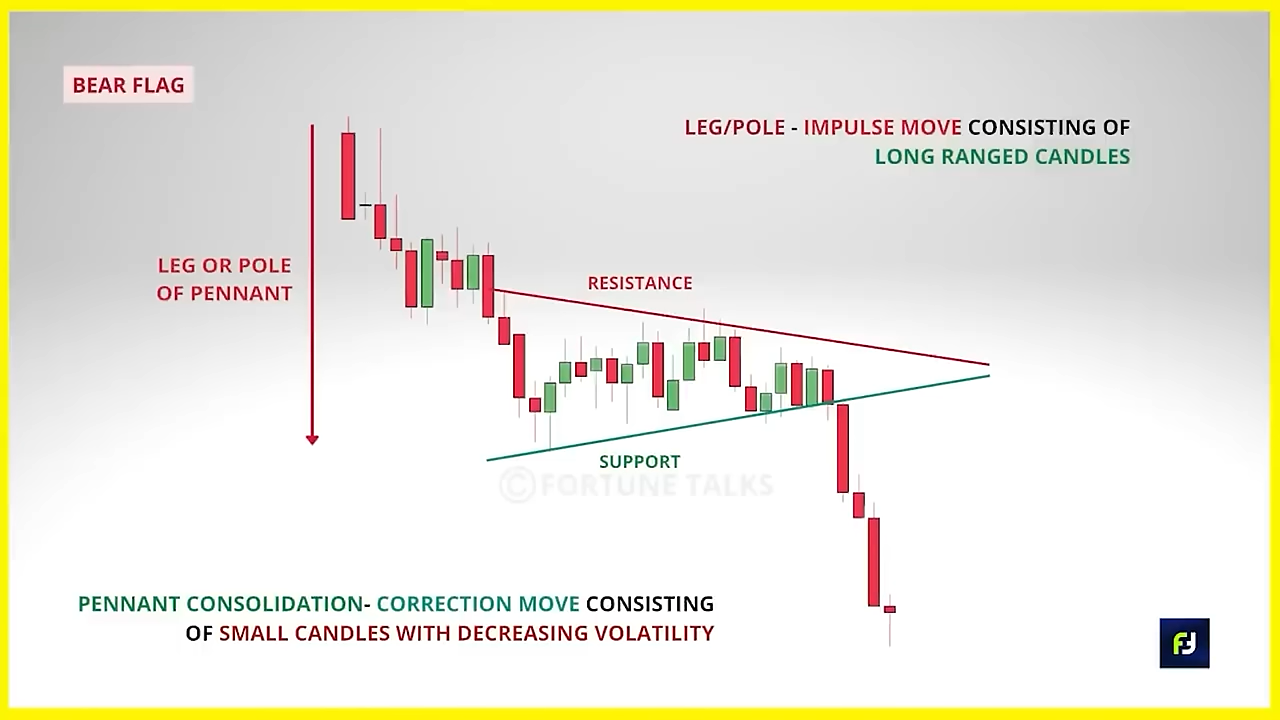 BEAR FLAG
LEG/POLE - IMPULSE MOVE CONSISTING OF
LONG RANGED CANDLES
LEG OR POLE
OF PENNANT
RESISTANCE
SUPPORT
©FORTUNE TALKS
PENNANT CONSOLIDATION- CORRECTION MOVE CONSISTING
OF SMALL CANDLES WITH DECREASING VOLATILITY